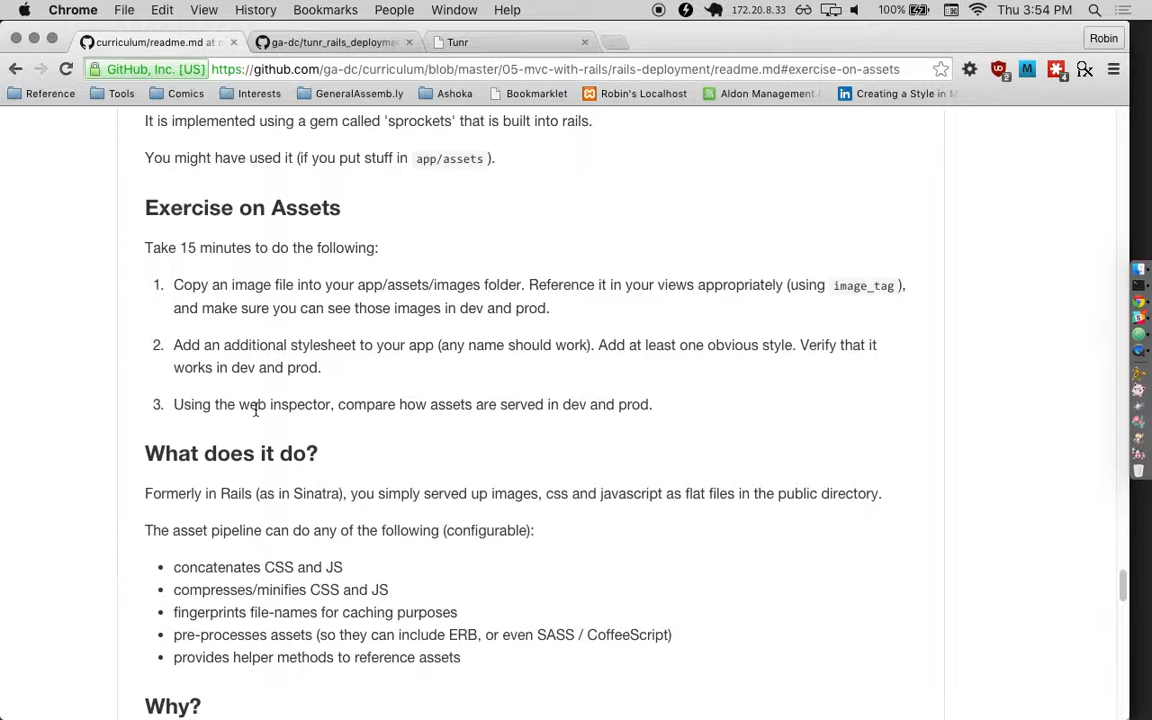 Chrome File Edit View History Bookmarks People Window Help 172.20.8.33 100% Thu 3:54 PM
curriculum/readme.md at m ga-dc/tunr_rails_deployme Tunr Robin
GitHub, Inc. [US] https://github.com/ga-dc/curriculum/blob/master/05-mvc-with-rails/rails-deployment/readme.md#exercise-on-assets
Reference Tools Comics Interests GeneralAssemb.ly Ashoka Bookmarklet Robin's Localhost Aldon Management Creating a Style in
It is implemented using a gem called 'sprockets' that is built into rails.
You might have used it (if you put stuff in app/assets ).
Exercise on Assets
Take 15 minutes to do the following:
1. Copy an image file into your app/assets/images folder. Reference it in your views appropriately (using image_tag ),
and make sure you can see those images in dev and prod.
2. Add an additional stylesheet to your app (any name should work). Add at least one obvious style. Verify that it
works in dev and prod.
3. Using the web inspector, compare how assets are served in dev and prod.
What does it do?
Formerly in Rails (as in Sinatra), you simply served up images, css and javascript as flat files in the public directory.
The asset pipeline can do any of the following (configurable):
• concatenates CSS and JS
• compresses/minifies CSS and JS
• fingerprints file-names for caching purposes
• pre-processes assets (so they can include ERB, or even SASS / CoffeeScript)
• provides helper methods to reference assets
Why?